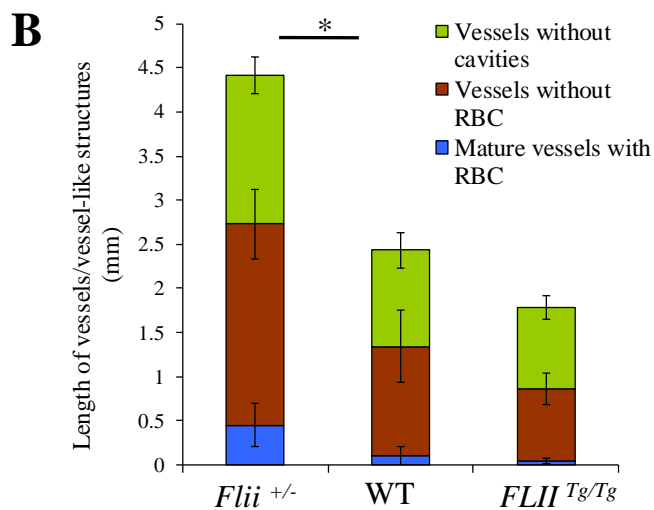 B
*
Vessels without
cavities
Vessels without
RBC
Mature vessels with
RBC
Length of vessels/vessel-like structures
(mm)
5
4.5
4
3.5
3
2.5
2
1.5
1
0.5
0
Flii +/-
WT
FLII Tg/Tg